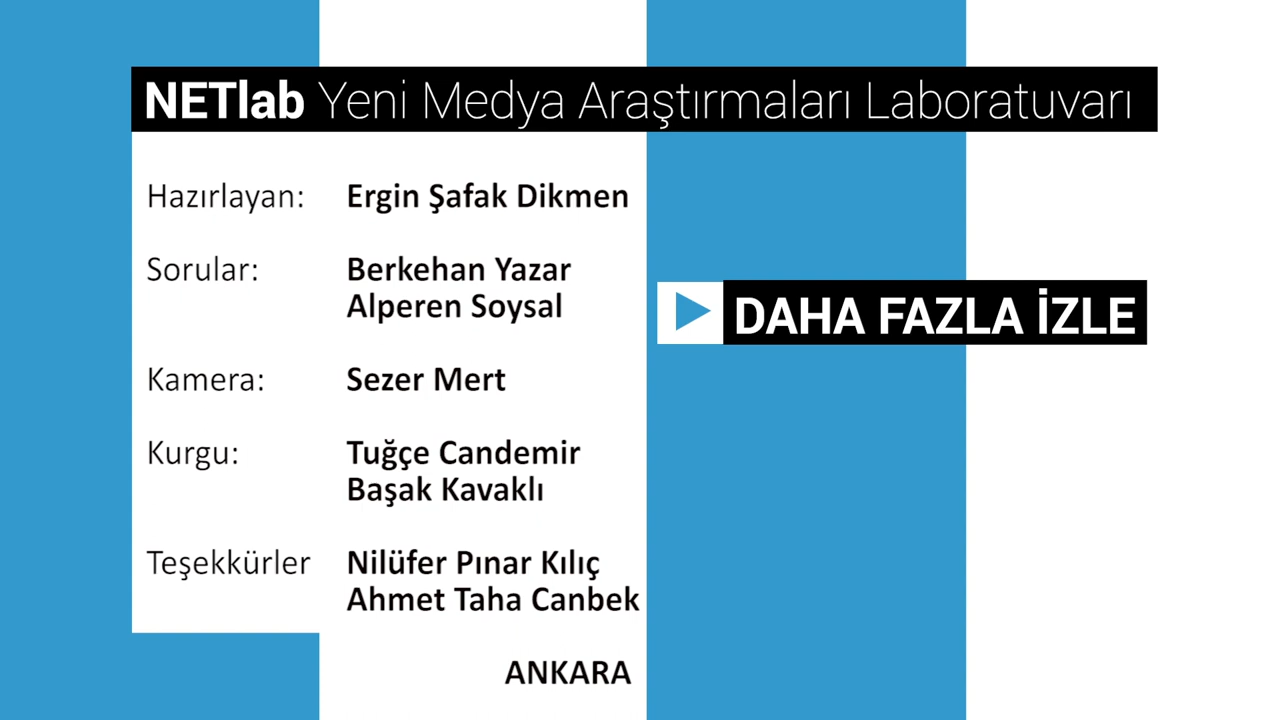 NETlab Yeni Medya Araştırmaları Laboratuvarı
Hazırlayan: Ergin Şafak Dikmen
Sorular: Berkehan Yazar
Alperen Soysal
Kamera: Sezer Mert
Kurgu: Tuğçe Candemir
Başak Kavaklı
Teşekkürler Nilüfer Pınar Kılıç
Ahmet Taha Canbek
ANKARA
DAHA FAZLA İZLE